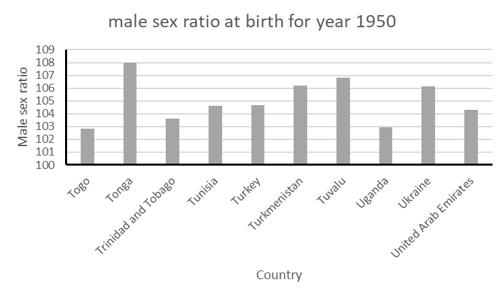 male sex ratio at birth for year 1950
109
108
107
106
105
104
103
102
101
100
Male sex ratio
Togo
Tonga
Trinidad and Tobago
Tunisia
Turkey
Turkmenistan
Tuvalu
Uganda
Ukraine
United Arab Emirates
Country